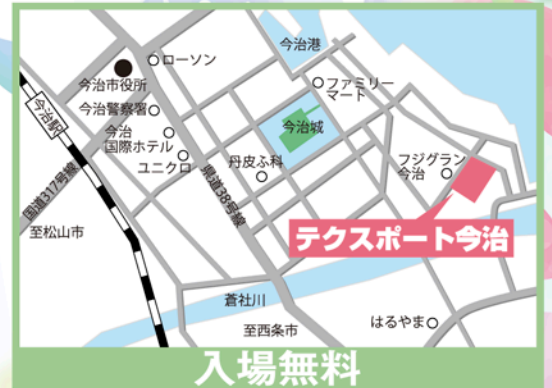 今治港
ローソン
ファミリー
マート
今治市役所
今治警察署
今治城
今治駅
今治
国際ホテル
ユニクロ
丹皮ふ科
フジグラン
今治
国道317号線
県道38号線
至松山市
テクスポート今治
蒼社川
至西条市
はるやま
入場無料